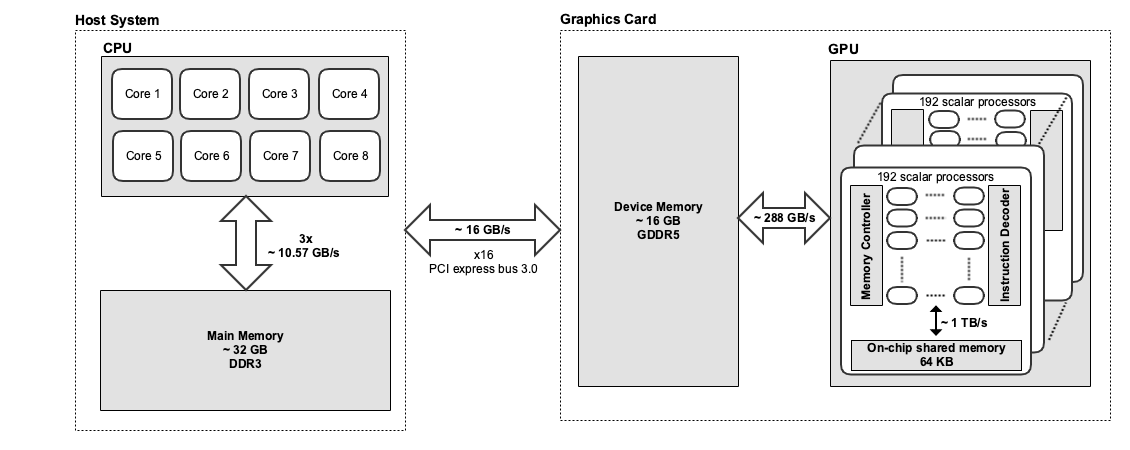 Host System
CPU
Core 1
Core 2
Core 3
Core 4
Core 5
Core 6
Core 7
Core 8
3x
~ 10.57 GB/s
Main Memory
~ 32 GB
DDR3
~ 16 GB/s
x16
PCI express bus 3.0
Graphics Card
Device Memory
~ 16 GB
GDDR5
~ 288 GB/s
GPU
192 scalar processors
192 scalar processors
Memory Controller
Instruction Decoder
~ 1 TB/s
On-chip shared memory
64 KB